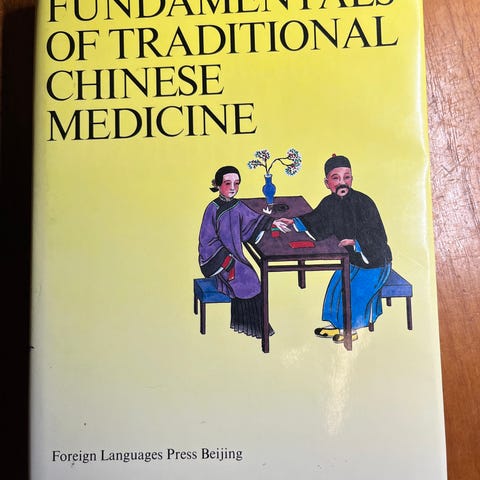 FUNDAMENTALS
OF TRADITIONAL
CHINESE
MEDICINE
Foreign Languages Press Beijing